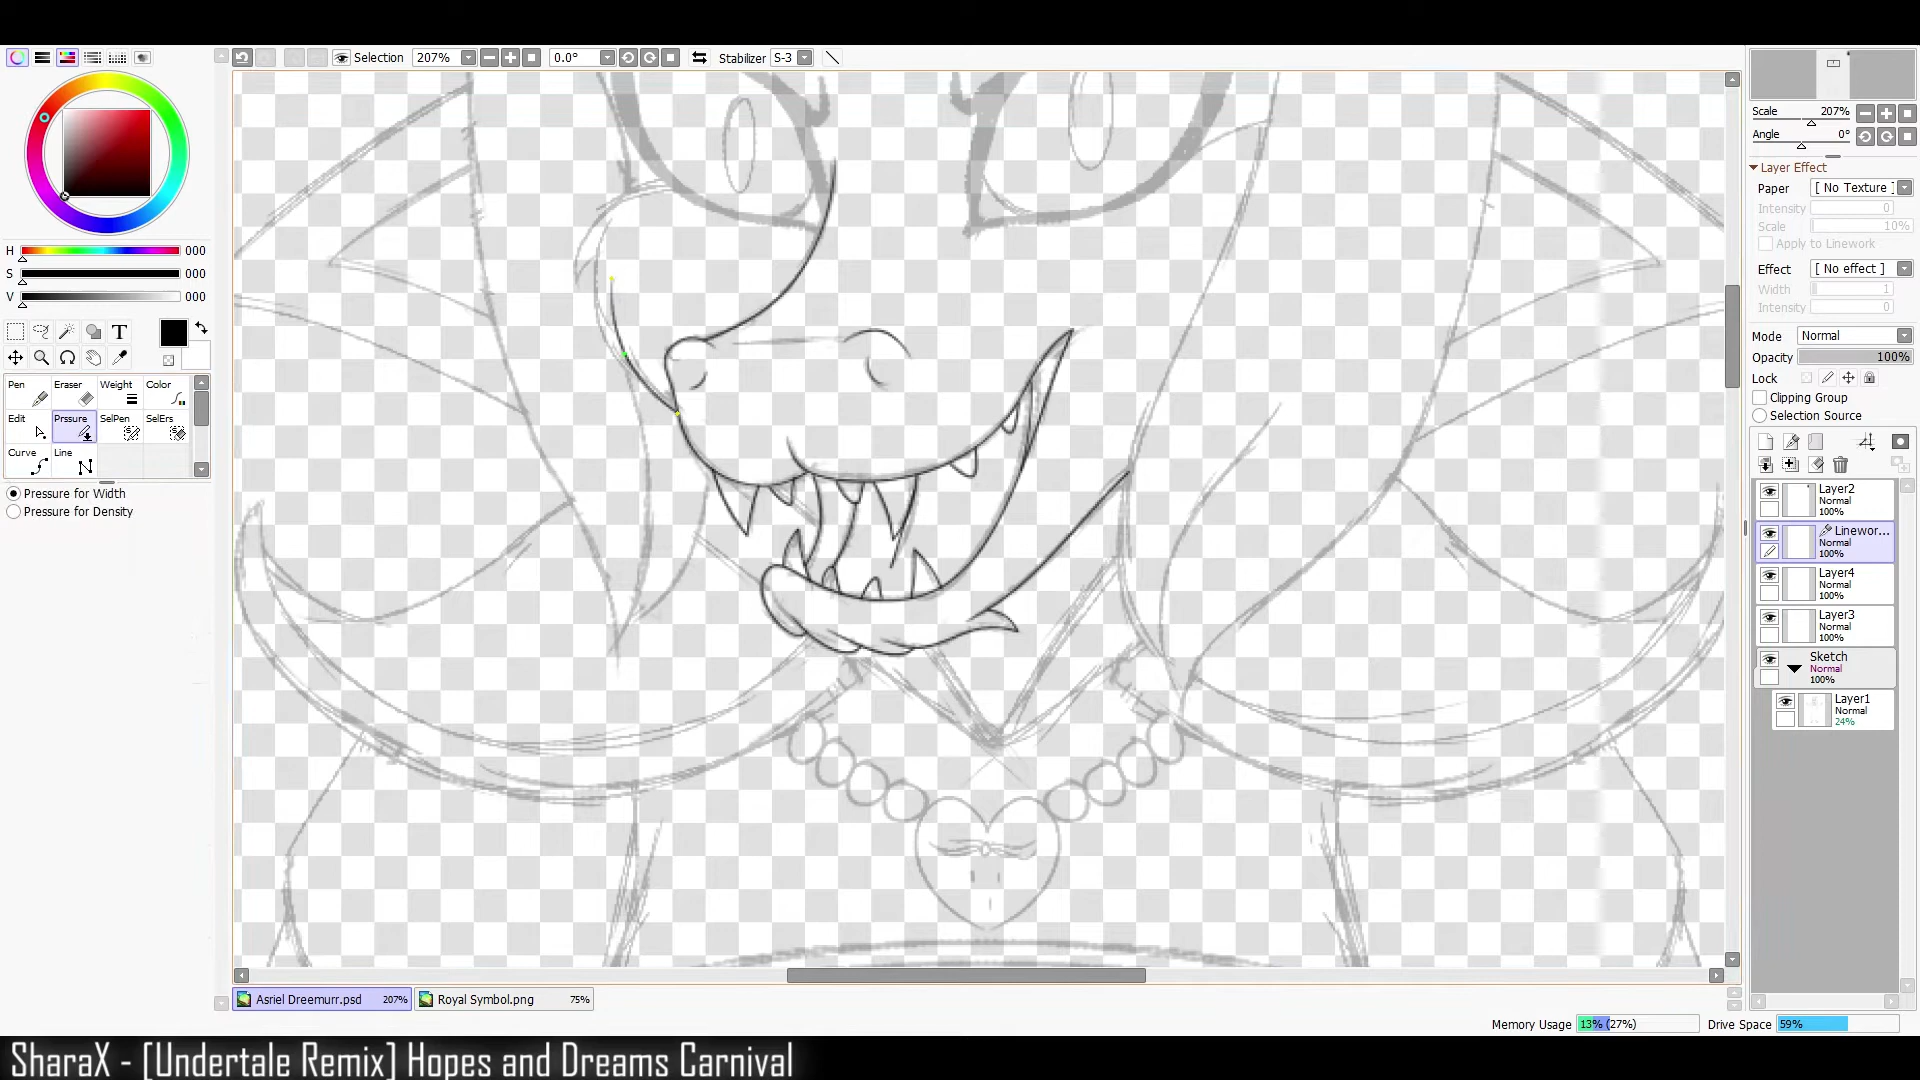 Selection 207% 0.0° Stabilizer S-3
Scale 207%
Angle 0°
Layer Effect
Paper [ No Texture ]
Intensity 0
Scale 10%
Apply to Linework
Effect [ No effect ]
Width 1
Intensity 0
Mode Normal
Opacity 100%
Lock
Clipping Group
Selection Source
H 000
S 000
V 000
T
Pen Eraser Weight Color
Edit Prssure SelPen SelErs
Curve Line
Pressure for Width
Pressure for Density
Layer2
Normal
100%
Linewor...
Normal
100%
Layer4
Normal
100%
Layer3
Normal
100%
Sketch
Normal
100%
Layer1
Normal
24%
Asriel Dreemurr.psd 207% Royal Symbol.png 75%
Memory Usage 13% (27%) Drive Space 59%
SharaX - [Undertale Remix] Hopes and Dreams Carnival